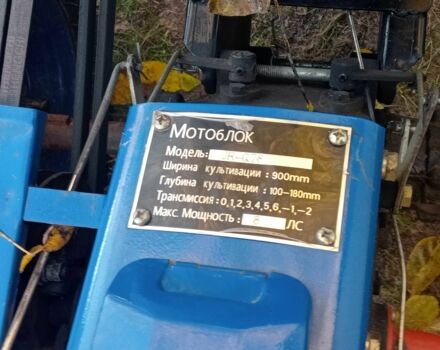 Мотоблок
Модель:
Ширина культивации : 900mm
Глубина культивации : 100-180mm
Трансмиссия : 0,1,2,3,4,5,6,-1,-2
Макс. Мощность : 8 ЛС